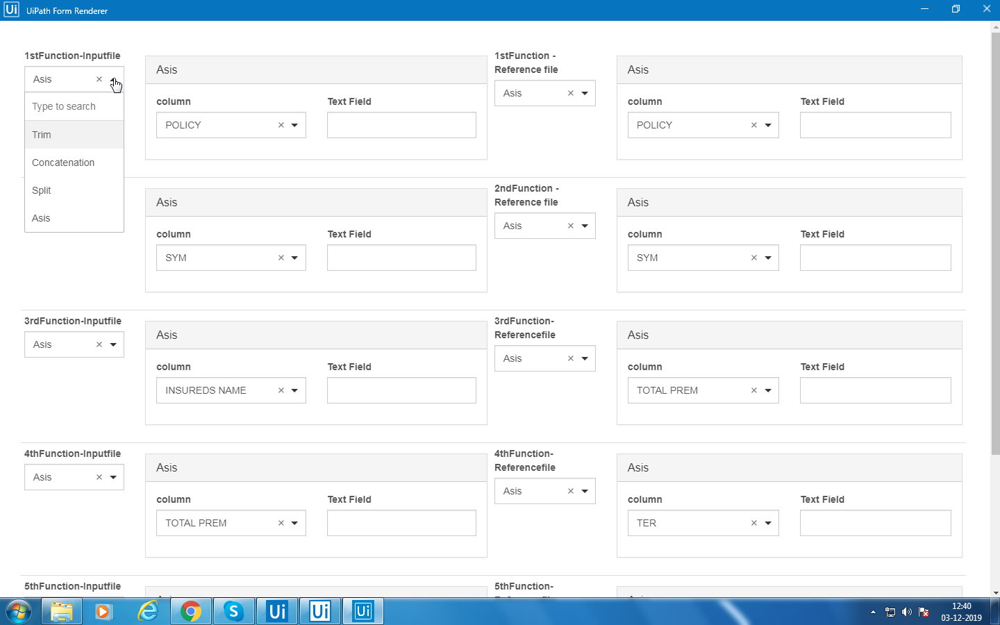 Ui UiPath Form Renderer
1stFunction-Inputfile
Asis
Type to search
Trim
Concatenation
Split
Asis
Asis
column
POLICY
Text Field
1stFunction -
Reference file
Asis
Asis
column
POLICY
Text Field
Asis
column
SYM
Text Field
2ndFunction -
Reference file
Asis
Asis
column
SYM
Text Field
3rdFunction-Inputfile
Asis
Asis
column
INSUREDS NAME
Text Field
3rdFunction-
Referencefile
Asis
Asis
column
TOTAL PREM
Text Field
4thFunction-Inputfile
Asis
Asis
column
TOTAL PREM
Text Field
4thFunction-
Referencefile
Asis
Asis
column
TER
Text Field
5thFunction-Inputfile
5thFunction-
Ui
Ui
Ui
12:40
03-12-2019